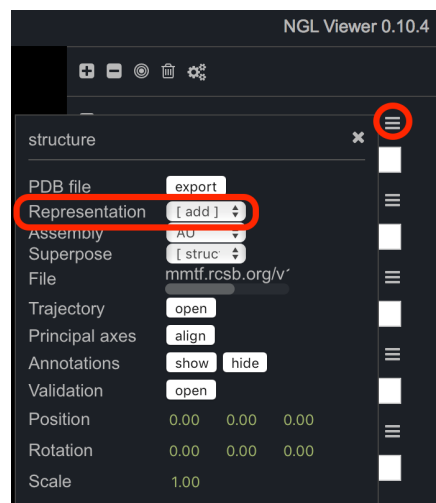 NGL Viewer 0.10.4
structure
PDB file export
Representation [ add ]
Assembly AU
Superpose [ struc
File mmtf.rcsb.org/v
Trajectory open
Principal axes align
Annotations show hide
Validation open
Position 0.00 0.00 0.00
Rotation 0.00 0.00 0.00
Scale 1.00